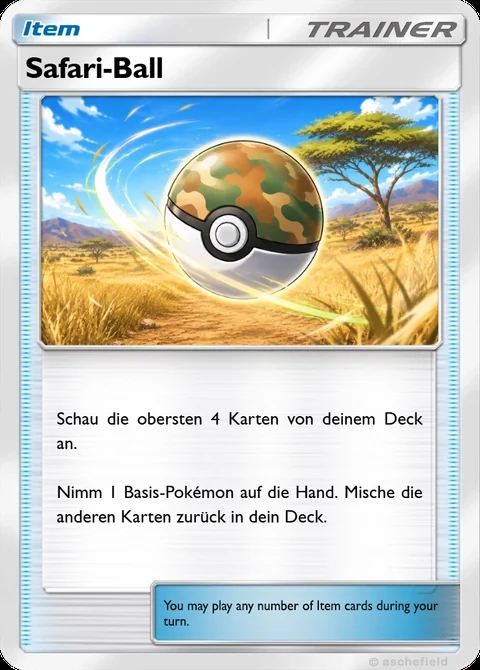 Item
TRAINER
Safari-Ball
Schau die obersten 4 Karten von deinem Deck
an.
Nimm 1 Basis-Pokémon auf die Hand. Mische die
anderen Karten zurück in dein Deck.
You may play any number of Item cards during your
turn.
© aschefield